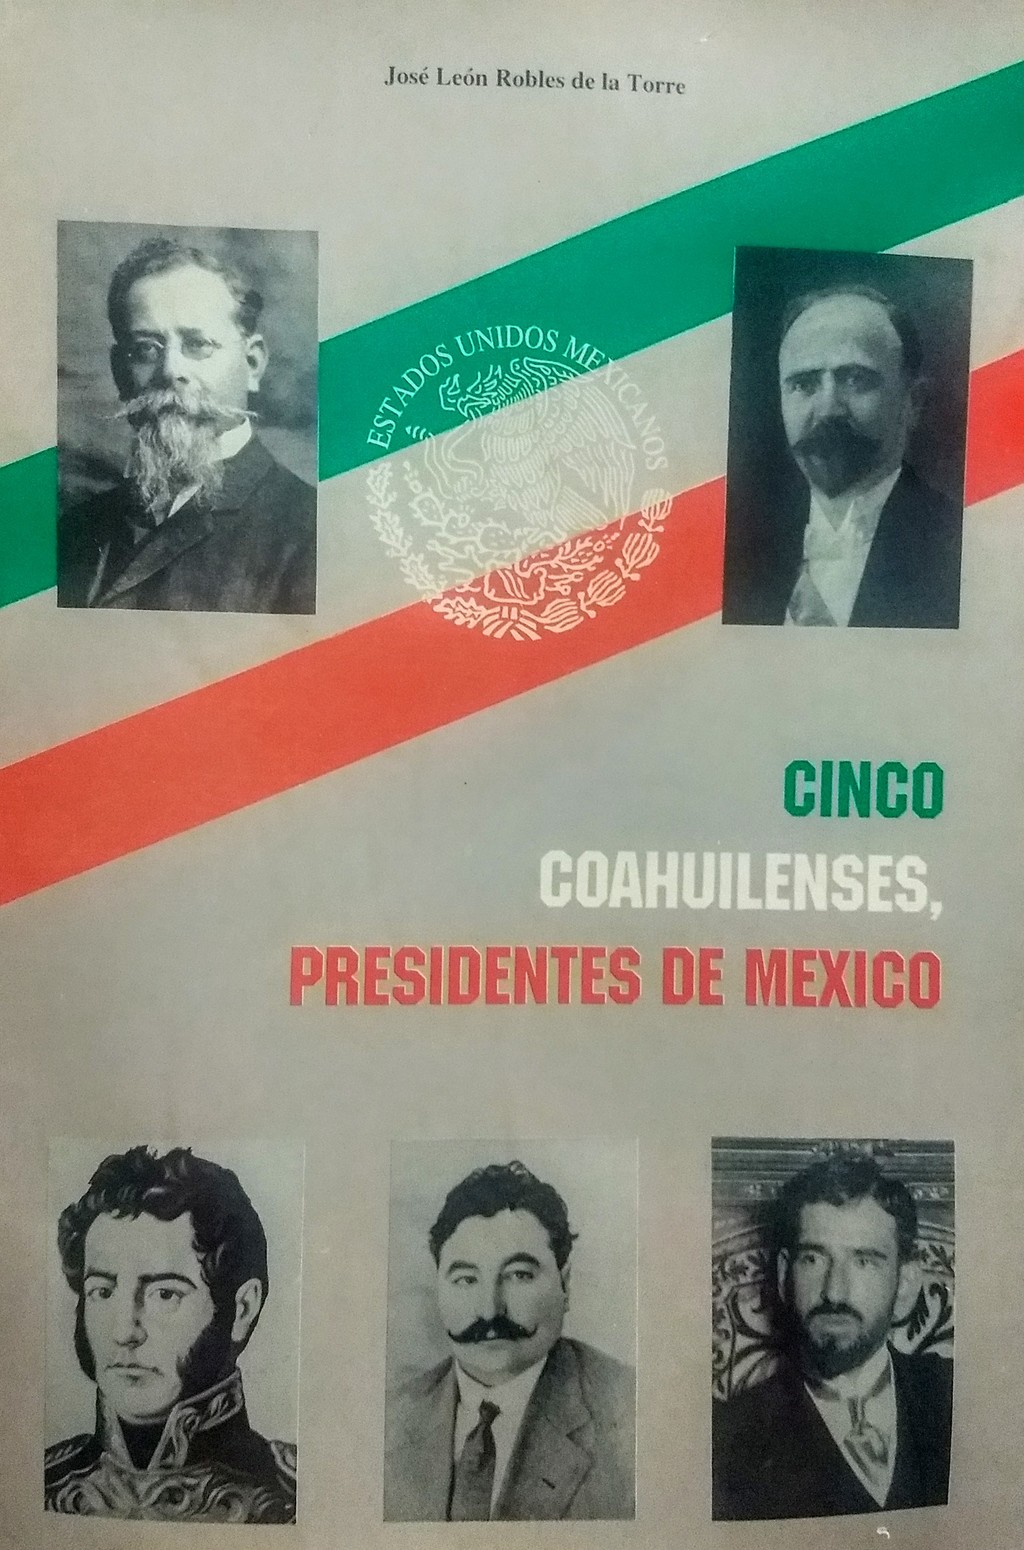 José León Robles de la Torre
ESTADOS UNIDOS MEXICANOS
CINCO
COAHUILENSES,
PRESIDENTES DE MEXICO